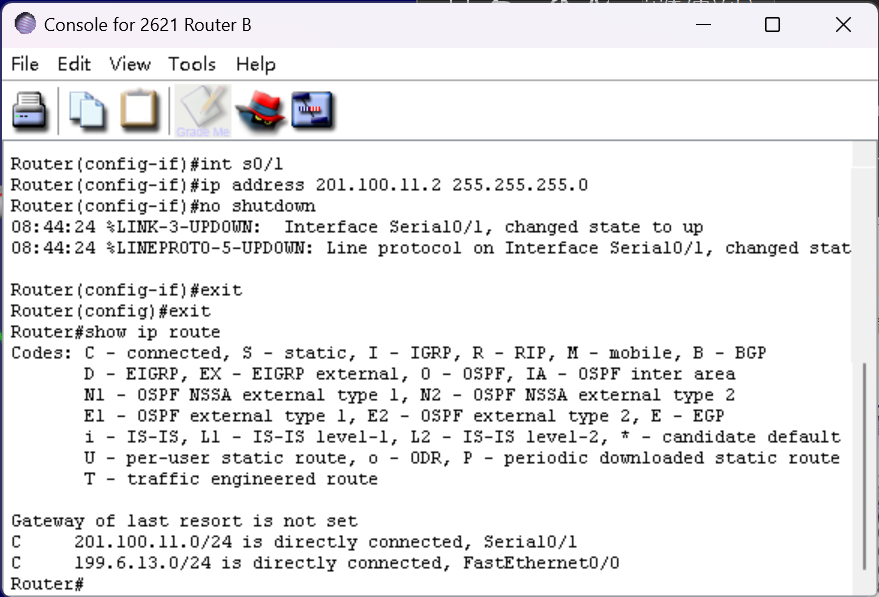 Console for 2621 Router B
File Edit View Tools Help
Grade Me
Router(config-if)#int s0/1
Router(config-if)#ip address 201.100.11.2 255.255.255.0
Router(config-if)#no shutdown
08:44:24 %LINK-3-UPDOWN:  Interface Serial0/1, changed state to up
08:44:24 %LINEPROTO-5-UPDOWN: Line protocol on Interface Serial0/1, changed stat
Router(config-if)#exit
Router(config)#exit
Router#show ip route
Codes: C - connected, S - static, I - IGRP, R - RIP, M - mobile, B - BGP
       D - EIGRP, EX - EIGRP external, O - OSPF, IA - OSPF inter area
       N1 - OSPF NSSA external type 1, N2 - OSPF NSSA external type 2
       E1 - OSPF external type 1, E2 - OSPF external type 2, E - EGP
       i - IS-IS, L1 - IS-IS level-1, L2 - IS-IS level-2, * - candidate default
       U - per-user static route, o - ODR, P - periodic downloaded static route
       T - traffic engineered route
Gateway of last resort is not set
C     201.100.11.0/24 is directly connected, Serial0/1
C     199.6.13.0/24 is directly connected, FastEthernet0/0
Router#